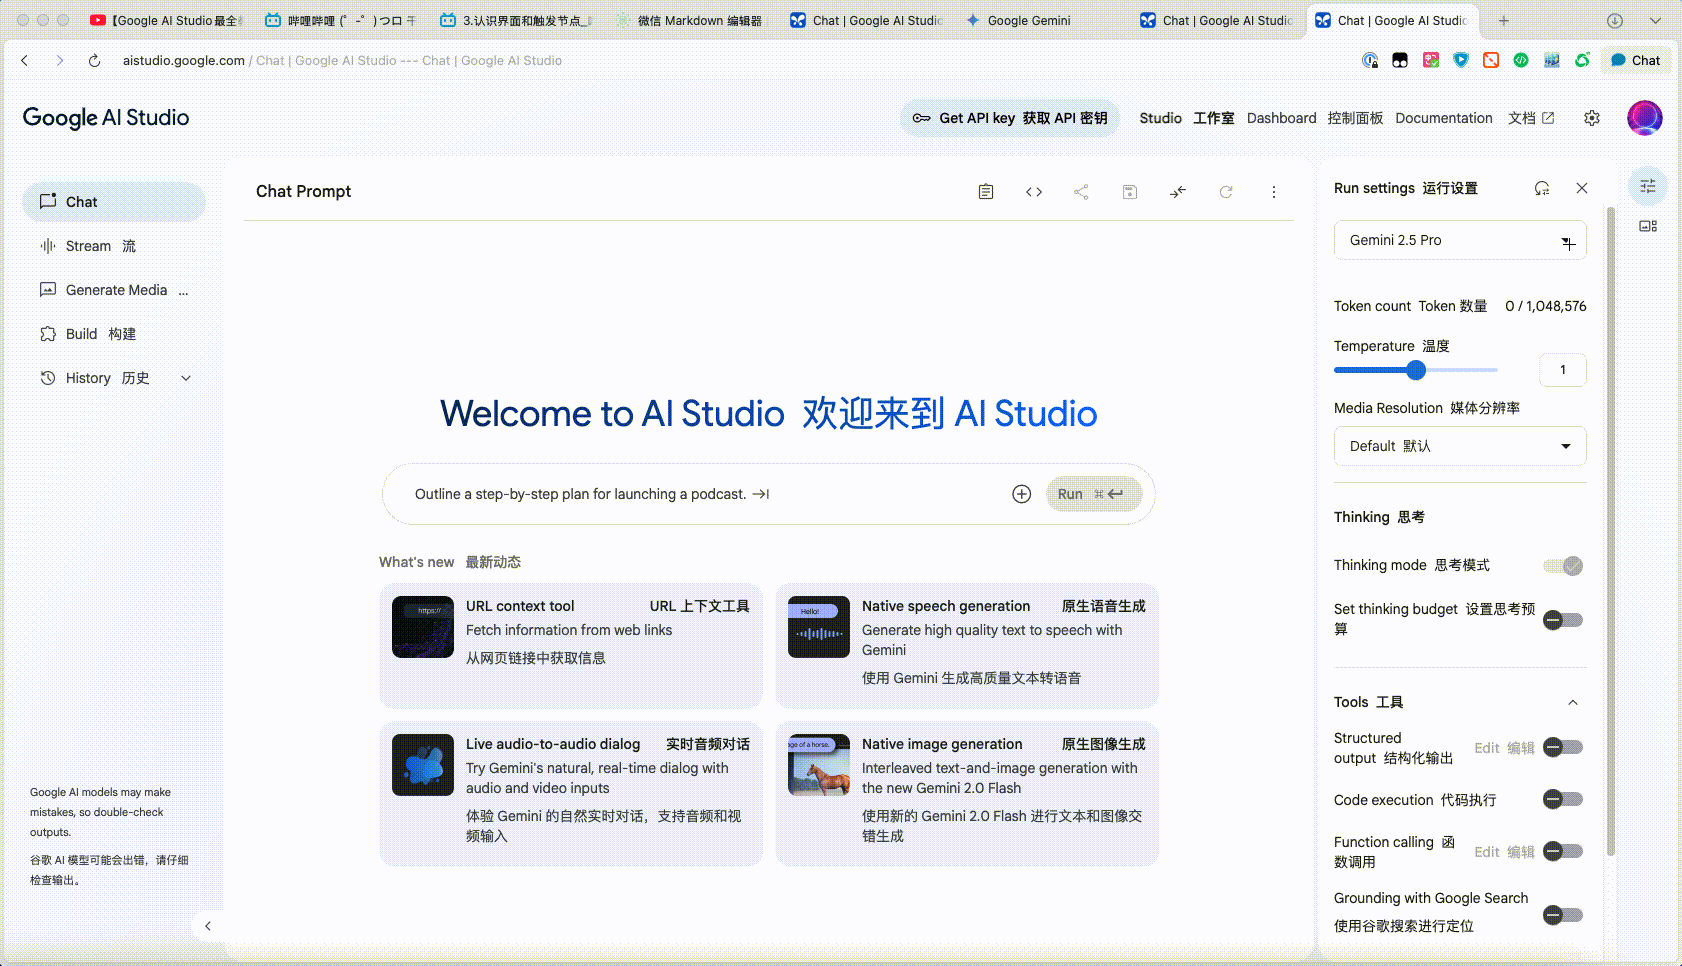 【Google AI Studio 最全
哔哩哔哩 (゜-゜)つロ 干
3.认识界面和触发节点_
微信 Markdown 编辑器
Chat | Google AI Studio
Google Gemini
Chat | Google AI Studio
Chat | Google AI Studio
aistudio.google.com / Chat | Google AI Studio --- Chat | Google AI Studio
Chat
Google AI Studio
Get API key 获取 API 密钥
Studio 工作室
Dashboard 控制面板
Documentation 文档
Chat
Stream 流
Generate Media ...
Build 构建
History 历史
Google AI models may make
mistakes, so double-check
outputs.
谷歌 AI 模型可能会出错，请仔细
检查输出。
Chat Prompt
Welcome to AI Studio 欢迎来到 AI Studio
Outline a step-by-step plan for launching a podcast. →|
Run ⌘↵
What's new 最新动态
https://
URL context tool URL 上下文工具
Fetch information from web links
从网页链接中获取信息
Hello!
Native speech generation 原生语音生成
Generate high quality text to speech with
Gemini
使用 Gemini 生成高质量文本转语音
Live audio-to-audio dialog 实时音频对话
Try Gemini's natural, real-time dialog with
audio and video inputs
体验 Gemini 的自然实时对话，支持音频和视
频输入
age of a horse.
Native image generation 原生图像生成
Interleaved text-and-image generation with
the new Gemini 2.0 Flash
使用新的 Gemini 2.0 Flash 进行文本和图像交
错生成
Run settings 运行设置
Gemini 2.5 Pro
Token count Token 数量 0 / 1,048,576
Temperature 温度
1
Media Resolution 媒体分辨率
Default 默认
Thinking 思考
Thinking mode 思考模式
Set thinking budget 设置思考预
算
Tools 工具
Structured
output 结构化输出
Edit 编辑
Code execution 代码执行
Function calling 函
数调用
Edit 编辑
Grounding with Google Search
使用谷歌搜索进行定位